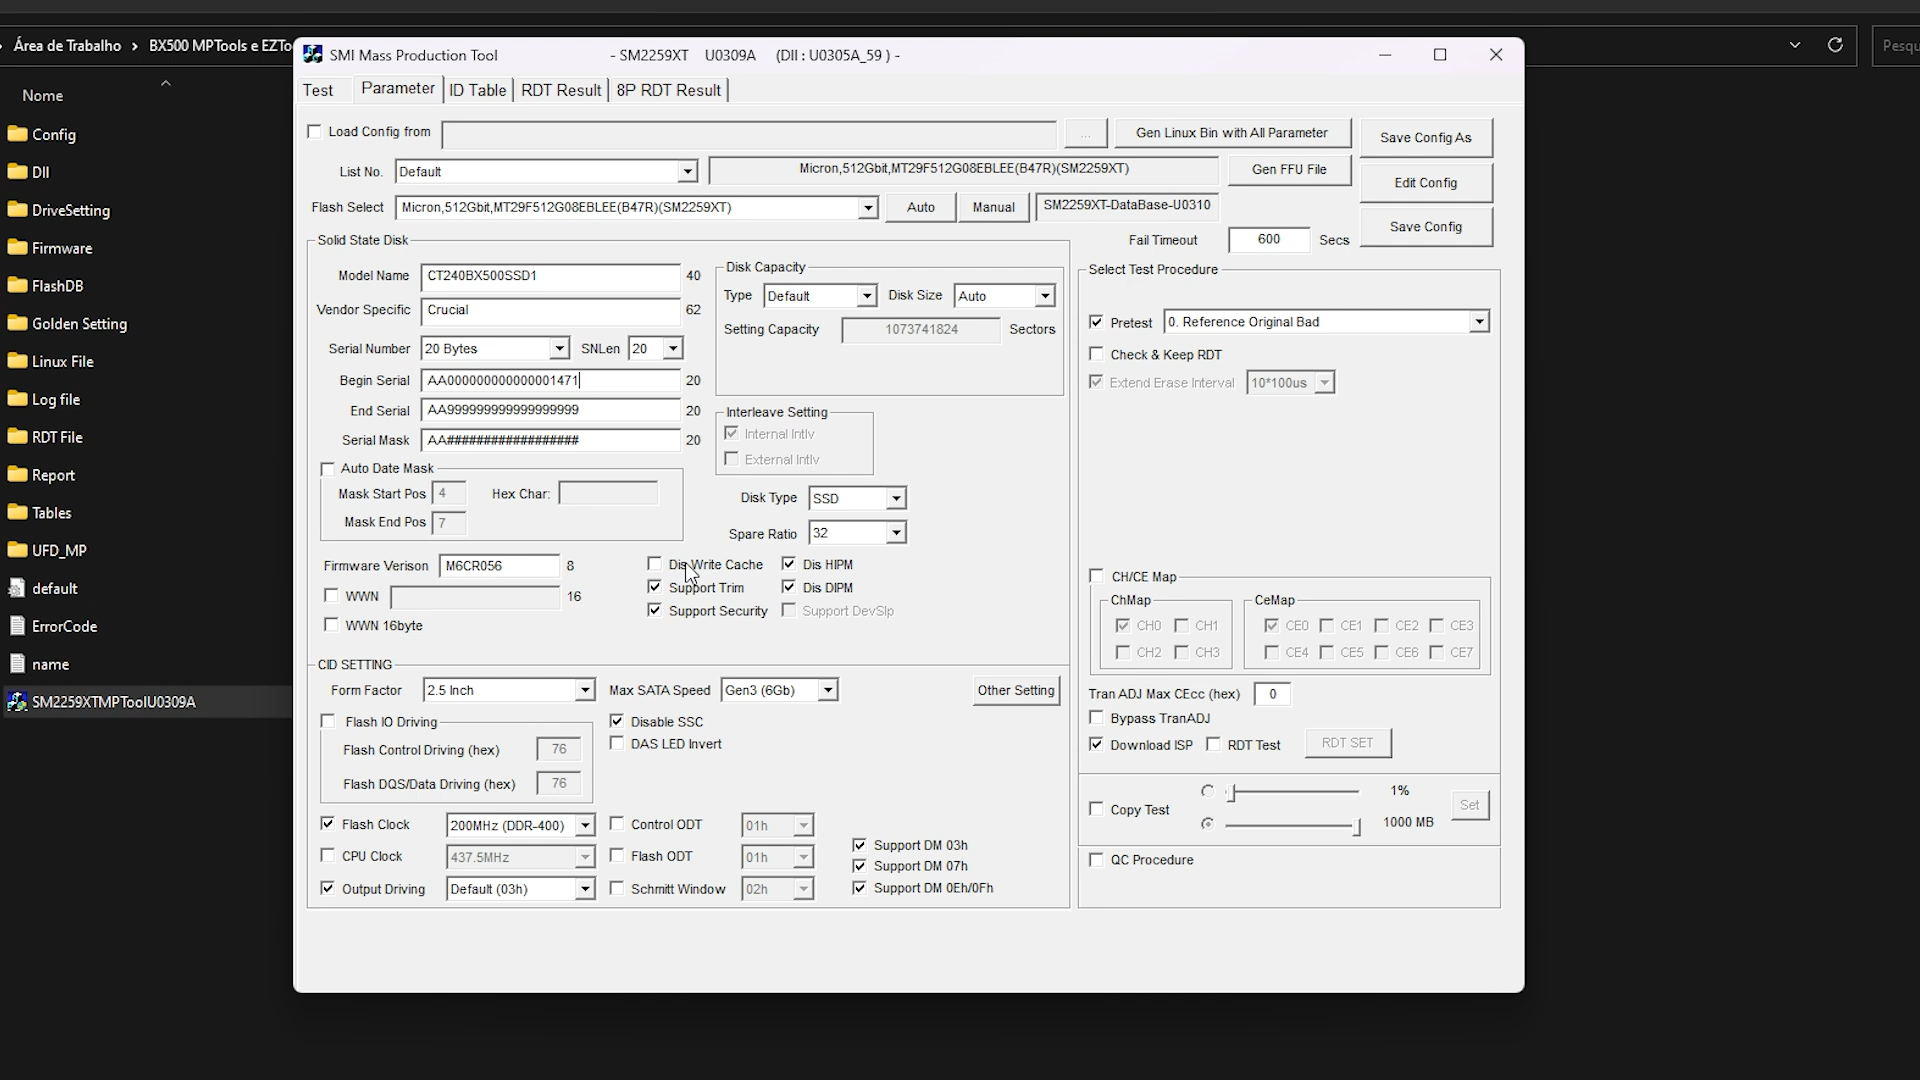 Área de Trabalho > BX500 MPTools e EZTo
Pesqu
Nome
Config
Dll
DriveSetting
Firmware
FlashDB
Golden Setting
Linux File
Log file
RDT File
Report
Tables
UFD_MP
default
ErrorCode
name
SM2259XTMPToolU0309A
SMI Mass Production Tool - SM2259XT U0309A (Dll : U0305A_59 ) -
Test Parameter ID Table RDT Result 8P RDT Result
Load Config from ... Gen Linux Bin with All Parameter Save Config As
List No. Default Micron,512Gbit,MT29F512G08EBLEE(B47R)(SM2259XT) Gen FFU File Edit Config
Flash Select Micron,512Gbit,MT29F512G08EBLEE(B47R)(SM2259XT) Auto Manual SM2259XT-DataBase-U0310 Save Config
Fail Timeout 600 Secs
Solid State Disk
Model Name CT240BX500SSD1 40
Vendor Specific Crucial 62
Serial Number 20 Bytes SNLen 20
Begin Serial AA000000000000001471 20
End Serial AA999999999999999999 20
Serial Mask AA################## 20
Auto Date Mask
Mask Start Pos 4 Hex Char:
Mask End Pos 7
Firmware Verison M6CR056 8
WWN 16
WWN 16byte
Disk Capacity
Type Default Disk Size Auto
Setting Capacity 1073741824 Sectors
Interleave Setting
Internal Intlv
External Intlv
Disk Type SSD
Spare Ratio 32
Dis Write Cache Dis HIPM
Support Trim Dis DIPM
Support Security Support DevSlp
CID SETTING
Form Factor 2.5 Inch Max SATA Speed Gen3 (6Gb) Other Setting
Flash IO Driving Disable SSC
Flash Control Driving (hex) 76 DAS LED Invert
Flash DQS/Data Driving (hex) 76
Flash Clock 200MHz (DDR-400) Control ODT 01h
CPU Clock 437.5MHz Flash ODT 01h
Output Driving Default (03h) Schmitt Window 02h
Support DM 03h
Support DM 07h
Support DM 0Eh/0Fh
Select Test Procedure
Pretest 0. Reference Original Bad
Check & Keep RDT
Extend Erase Interval 10*100us
CH/CE Map
ChMap CeMap
CH0 CH1 CE0 CE1 CE2 CE3
CH2 CH3 CE4 CE5 CE6 CE7
Tran ADJ Max CEcc (hex) 0
Bypass TranADJ
Download ISP RDT Test RDT SET
1%
Copy Test Set
1000 MB
QC Procedure